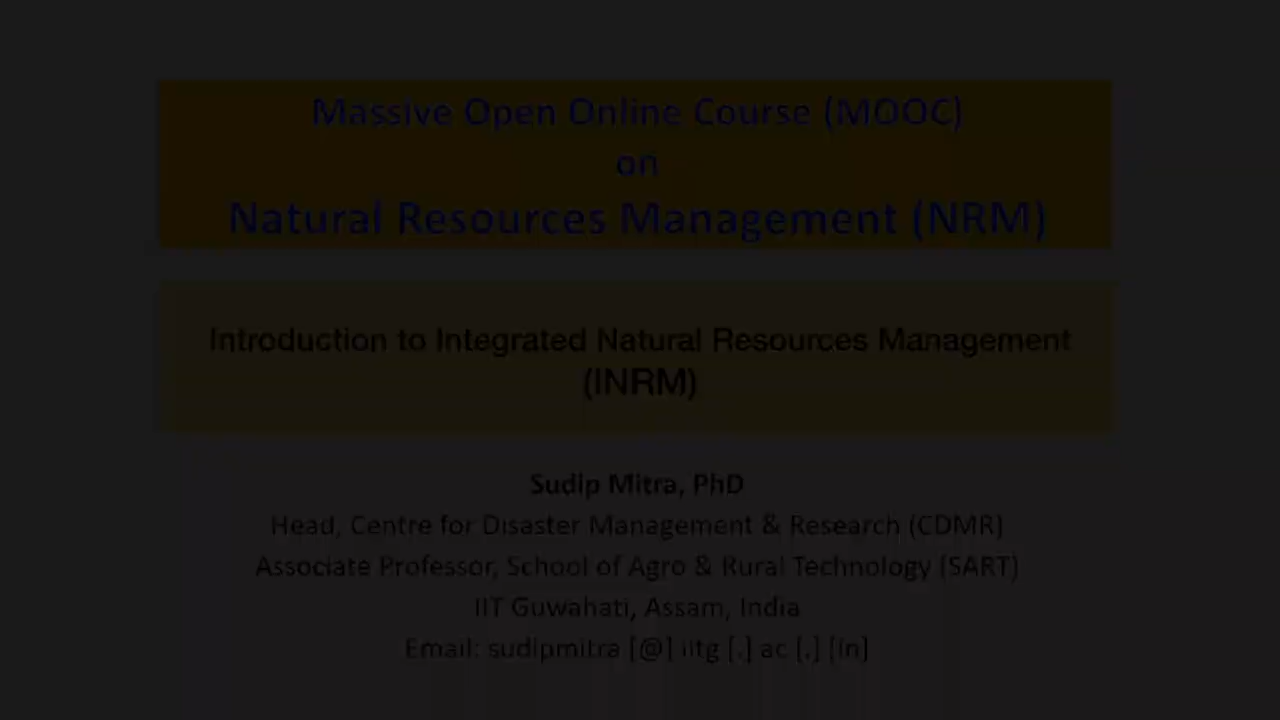 Massive Open Online Course (MOOC)
on
Natural Resources Management (NRM)
Introduction to Integrated Natural Resources Management
(INRM)
Sudip Mitra, PhD
Head, Centre for Disaster Management & Research (CDMR)
Associate Professor, School of Agro & Rural Technology (SART)
IIT Guwahati, Assam, India
Email: sudipmitra [@] iitg [.] ac [.] [in]